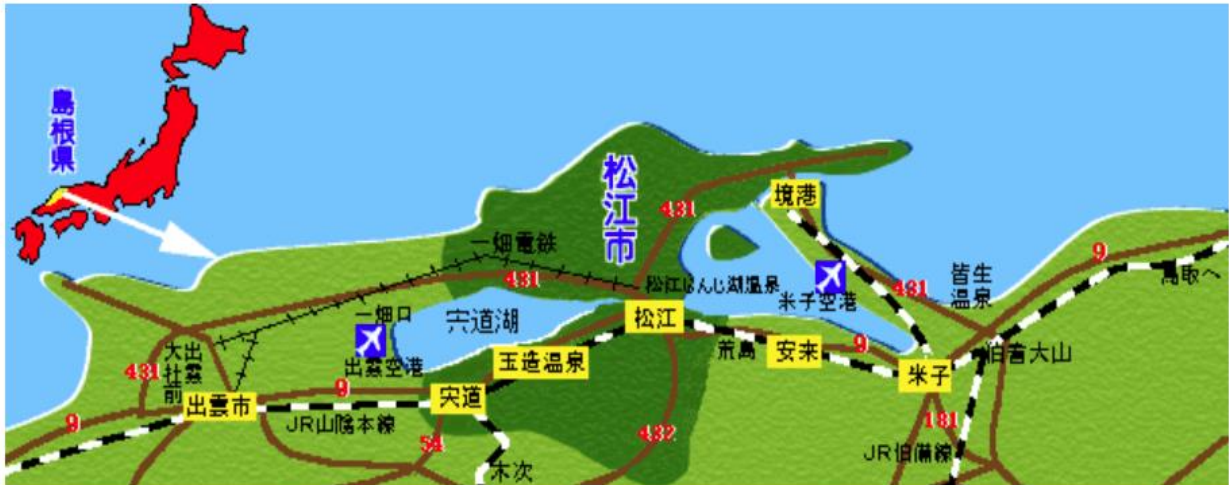 島根県
松江市
境港
431
9
一畑電鉄
431
松江しんじ湖温泉
皆生
温泉
鳥取へ
米子空港
431
一畑口
宍道湖
松江
出雲空港
荒島
安来
9
米子
伯耆大山
玉造温泉
大社前
出雲
431
出雲市
9
宍道
9
JR山陰本線
54
432
181
JR伯備線
木次